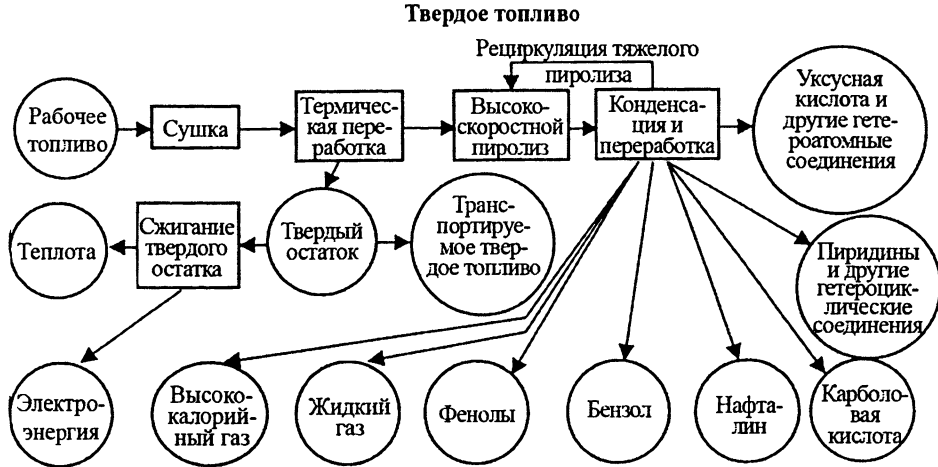 Твердое топливо
Рециркуляция тяжелого
пиролиза
Рабочее
топливо
Сушка
Термичес-
кая пере-
работка
Высоко-
скоростной
пиролиз
Конденса-
ция и
переработка
Уксусная
кислота и
другие гете-
роатомные
соединения
Теплота
Сжигание
твердого
остатка
Твердый
остаток
Транс-
портируе-
мое твер-
дое топливо
Пиридины
и другие
гетероцик-
лические
соединения
Электро-
энергия
Высоко-
калорий-
ный газ
Жидкий
газ
Фенолы
Бензол
Нафта-
лин
Карболо-
вая
кислота